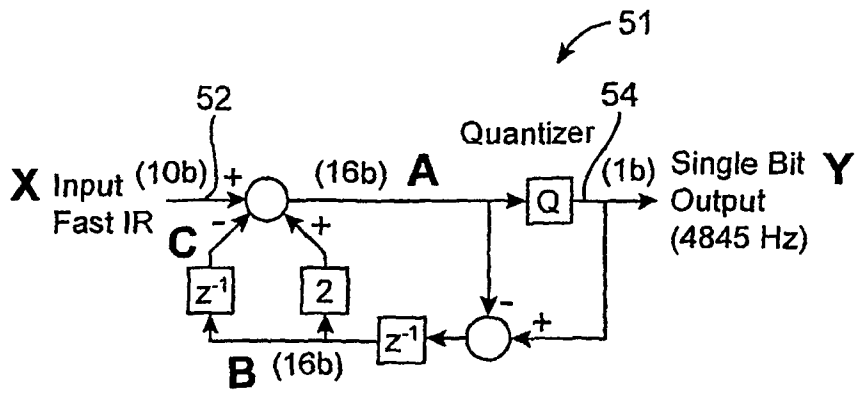 51
52
54
Quantizer
X Input (10b) + (16b) A Q (1b) Single Bit Y
Fast IR Output
(4845 Hz)
C - +
z-1 2 -
z-1 +
B (16b)